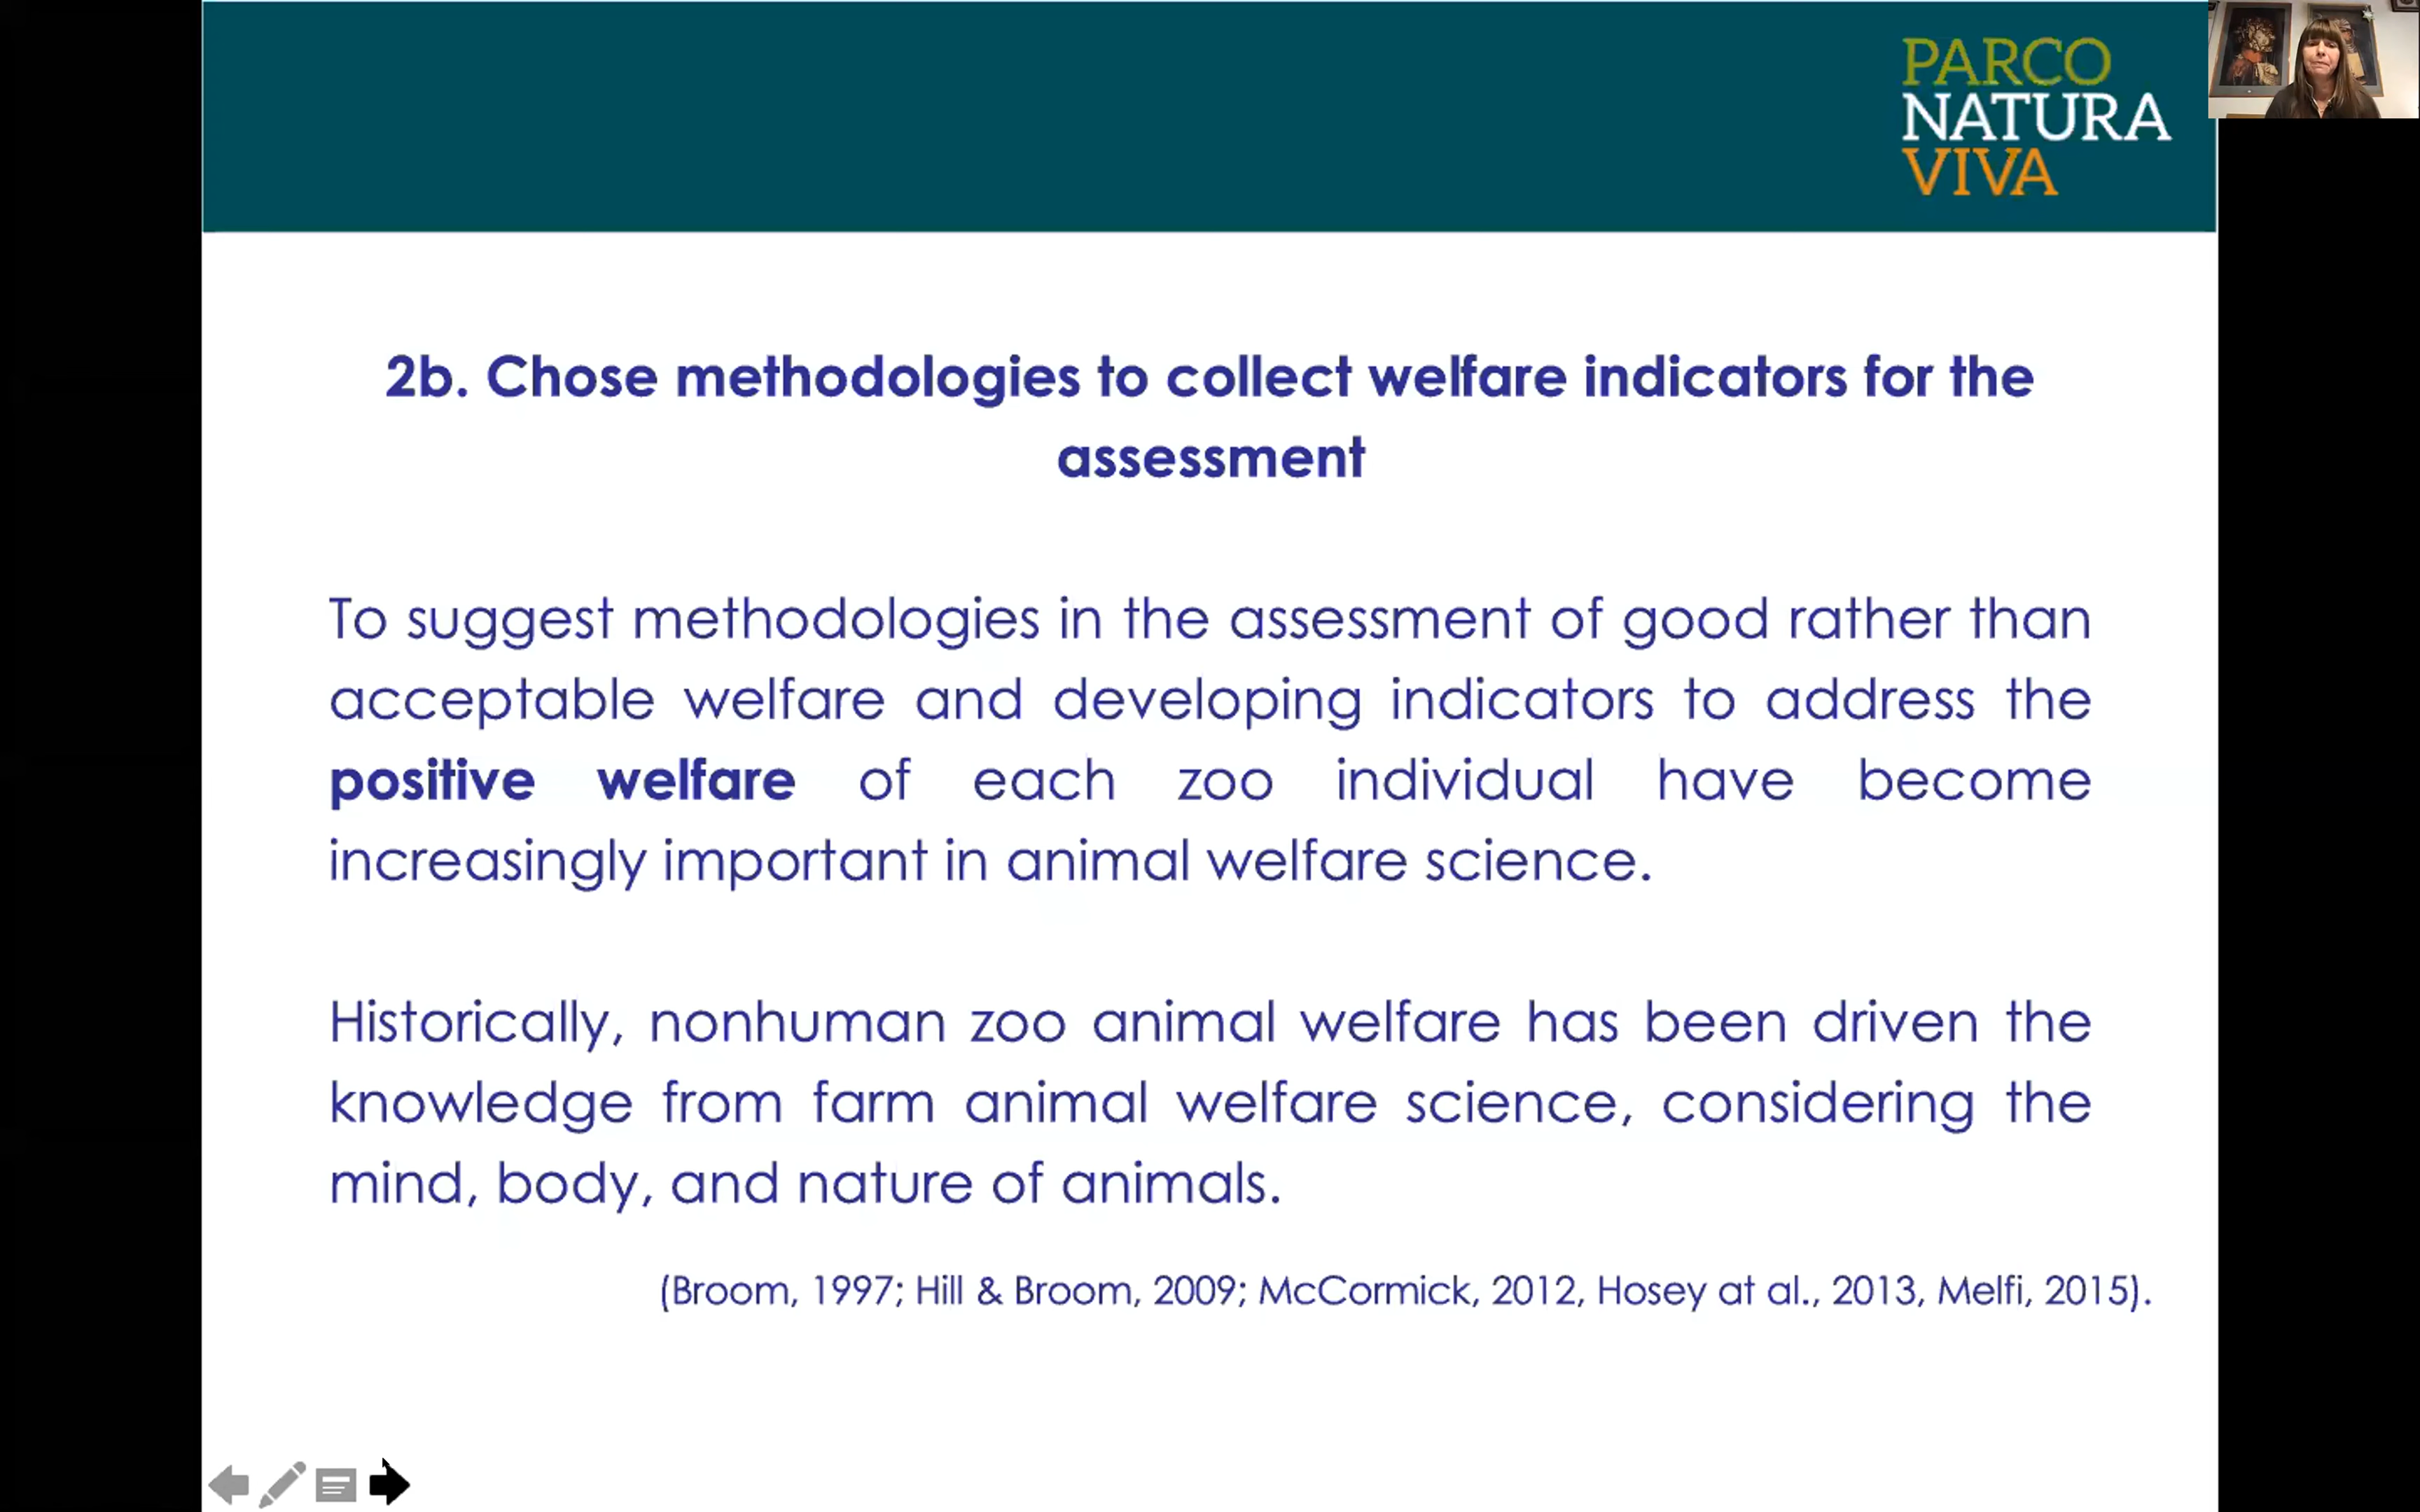 PARCO
NATURA
VIVA
2b. Chose methodologies to collect welfare indicators for the
assessment
To suggest methodologies in the assessment of good rather than
acceptable welfare and developing indicators to address the
positive welfare of each zoo individual have become
increasingly important in animal welfare science.
Historically, nonhuman zoo animal welfare has been driven the
knowledge from farm animal welfare science, considering the
mind, body, and nature of animals.
(Broom, 1997; Hill & Broom, 2009; McCormick, 2012, Hosey at al., 2013, Melfi, 2015).